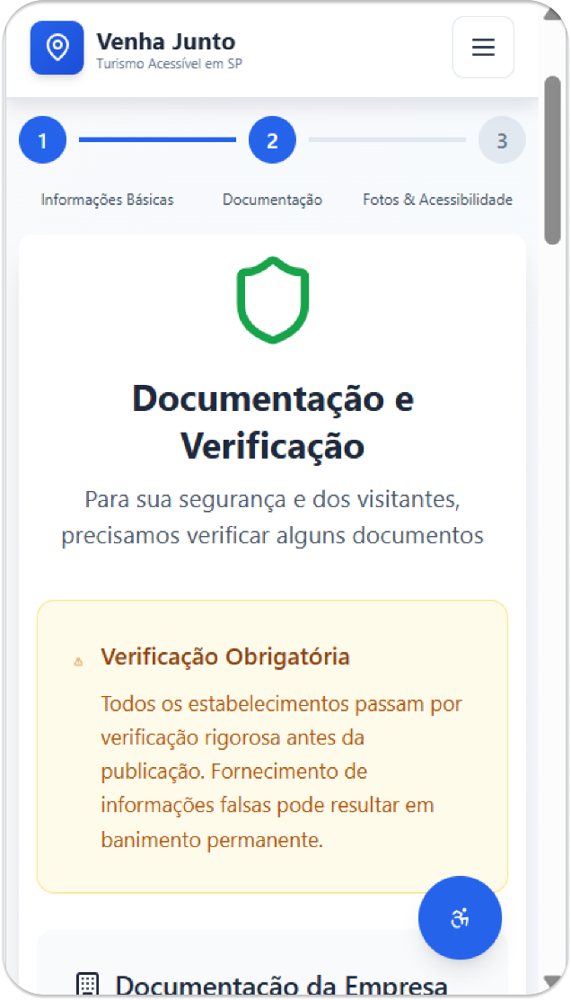 Venha Junto
Turismo Acessível em SP
1
2
3
Informações Básicas
Documentação
Fotos & Acessibilidade
Documentação e
Verificação
Para sua segurança e dos visitantes,
precisamos verificar alguns documentos
Verificação Obrigatória
Todos os estabelecimentos passam por
verificação rigorosa antes da
publicação. Fornecimento de
informações falsas pode resultar em
banimento permanente.
Documentação da Empresa